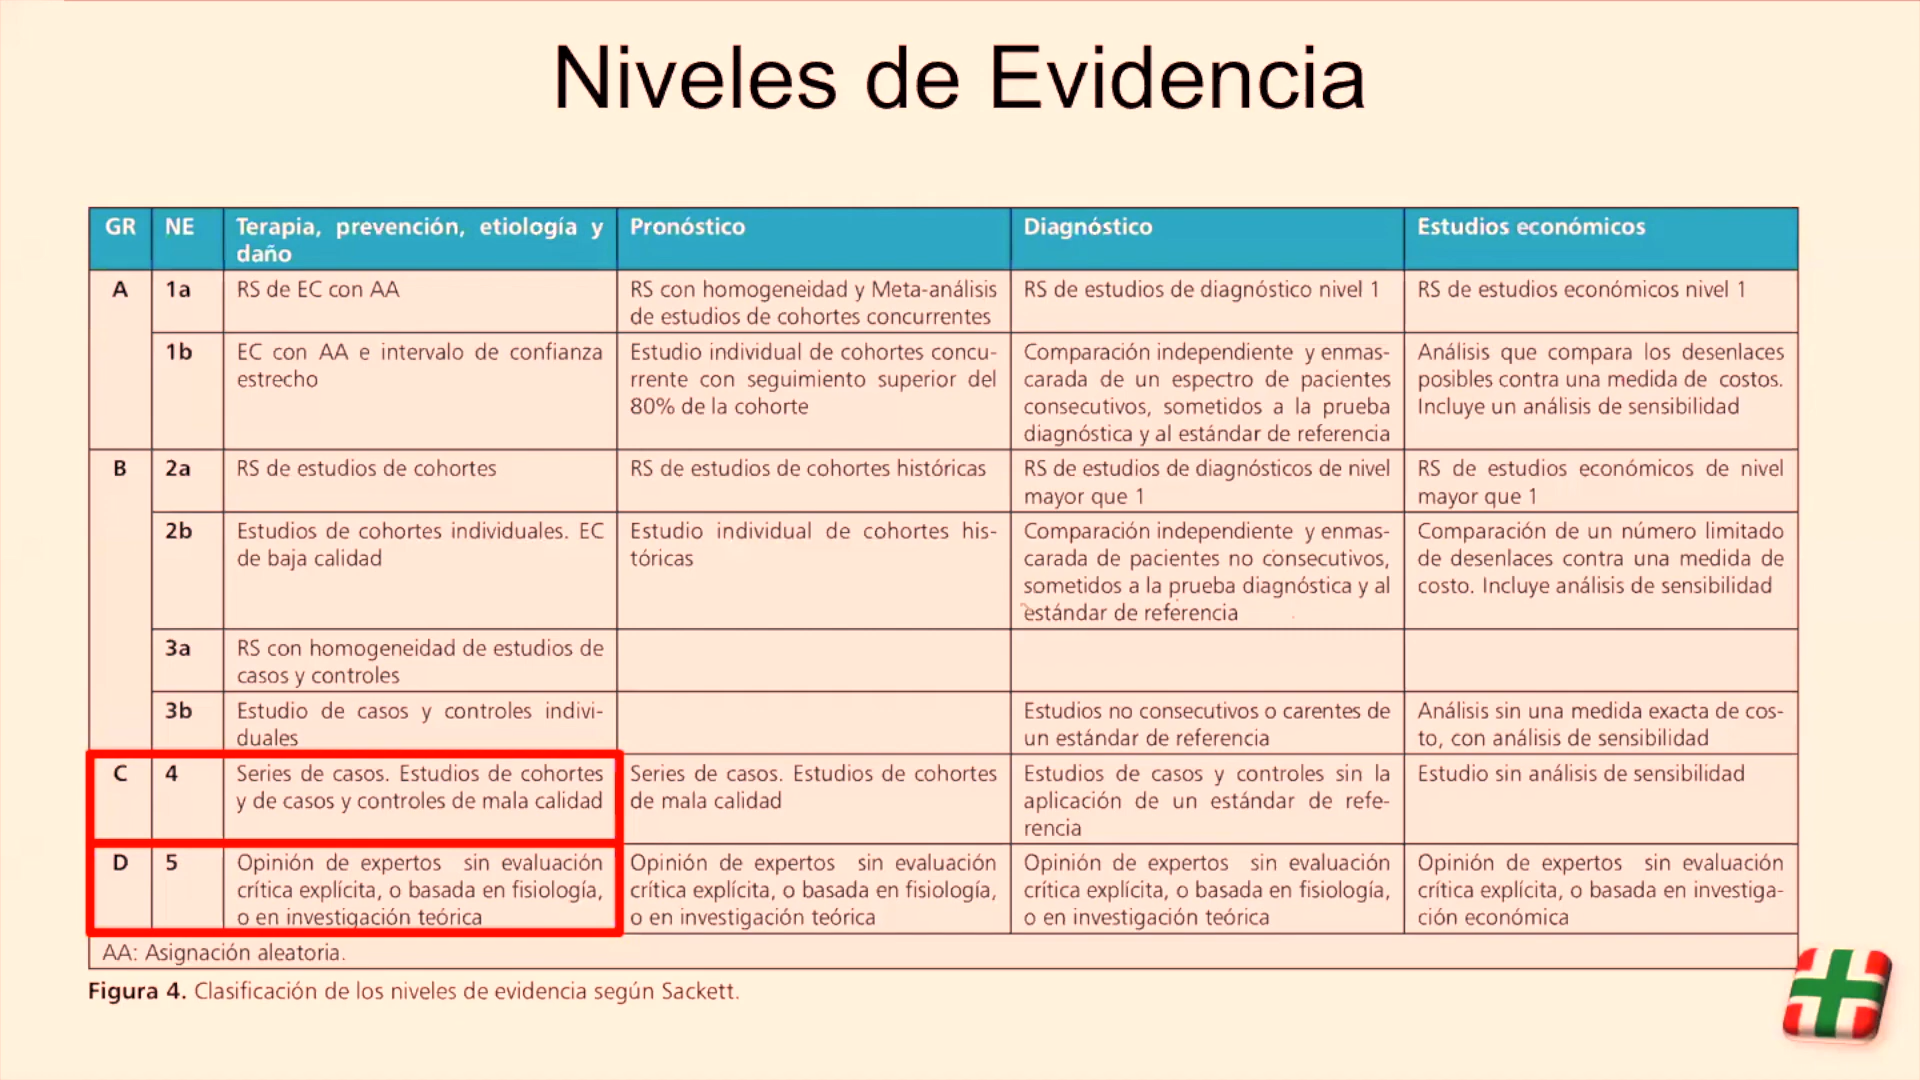 Niveles de Evidencia
GR NE Terapia, prevención, etiología y daño Pronóstico Diagnóstico Estudios económicos
A 1a RS de EC con AA RS con homogeneidad y Meta-análisis de estudios de cohortes concurrentes RS de estudios de diagnóstico nivel 1 RS de estudios económicos nivel 1
1b EC con AA e intervalo de confianza estrecho Estudio individual de cohortes concu-rrente con seguimiento superior del 80% de la cohorte Comparación independiente y enmas-carada de un espectro de pacientes consecutivos, sometidos a la prueba diagnóstica y al estándar de referencia Análisis que compara los desenlaces posibles contra una medida de costos. Incluye un análisis de sensibilidad
B 2a RS de estudios de cohortes RS de estudios de cohortes históricas RS de estudios de diagnósticos de nivel mayor que 1 RS de estudios económicos de nivel mayor que 1
2b Estudios de cohortes individuales. EC de baja calidad Estudio individual de cohortes his-tóricas Comparación independiente y enmas-carada de pacientes no consecutivos, sometidos a la prueba diagnóstica y al estándar de referencia Comparación de un número limitado de desenlaces contra una medida de costo. Incluye análisis de sensibilidad
3a RS con homogeneidad de estudios de casos y controles
3b Estudio de casos y controles indivi-duales Estudios no consecutivos o carentes de un estándar de referencia Análisis sin una medida exacta de cos-to, con análisis de sensibilidad
C 4 Series de casos. Estudios de cohortes y de casos y controles de mala calidad Series de casos. Estudios de cohortes de mala calidad Estudios de casos y controles sin la aplicación de un estándar de refe-rencia Estudio sin análisis de sensibilidad
D 5 Opinión de expertos sin evaluación crítica explícita, o basada en fisiología, o en investigación teórica Opinión de expertos sin evaluación crítica explícita, o basada en fisiología, o en investigación teórica Opinión de expertos sin evaluación crítica explícita, o basada en fisiología, o en investigación teórica Opinión de expertos sin evaluación crítica explícita, o basada en investiga-ción económica
AA: Asignación aleatoria.
Figura 4. Clasificación de los niveles de evidencia según Sackett.